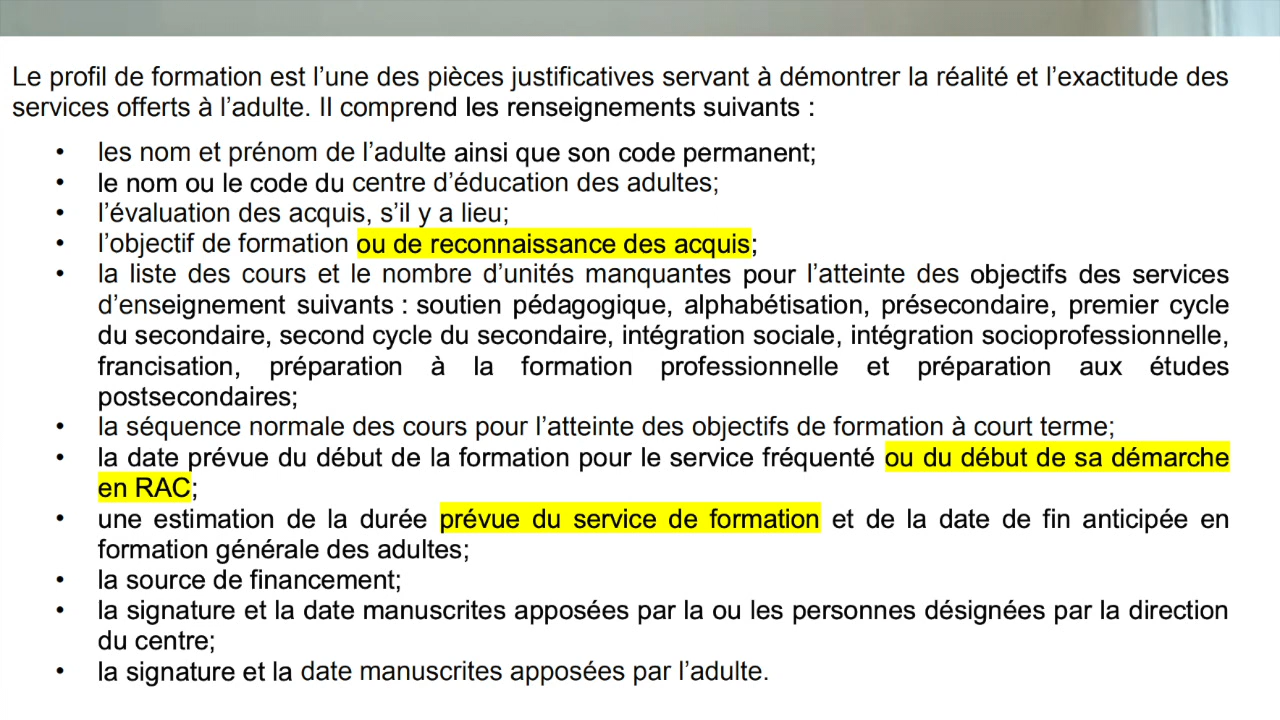 Le profil de formation est l’une des pièces justificatives servant à démontrer la réalité et l’exactitude des
services offerts à l’adulte. Il comprend les renseignements suivants :
• les nom et prénom de l’adulte ainsi que son code permanent;
• le nom ou le code du centre d’éducation des adultes;
• l’évaluation des acquis, s’il y a lieu;
• l’objectif de formation ou de reconnaissance des acquis;
• la liste des cours et le nombre d’unités manquantes pour l’atteinte des objectifs des services
d’enseignement suivants : soutien pédagogique, alphabétisation, présecondaire, premier cycle
du secondaire, second cycle du secondaire, intégration sociale, intégration socioprofessionnelle,
francisation, préparation à la formation professionnelle et préparation aux études
postsecondaires;
• la séquence normale des cours pour l’atteinte des objectifs de formation à court terme;
• la date prévue du début de la formation pour le service fréquenté ou du début de sa démarche
en RAC;
• une estimation de la durée prévue du service de formation et de la date de fin anticipée en
formation générale des adultes;
• la source de financement;
• la signature et la date manuscrites apposées par la ou les personnes désignées par la direction
du centre;
• la signature et la date manuscrites apposées par l’adulte.